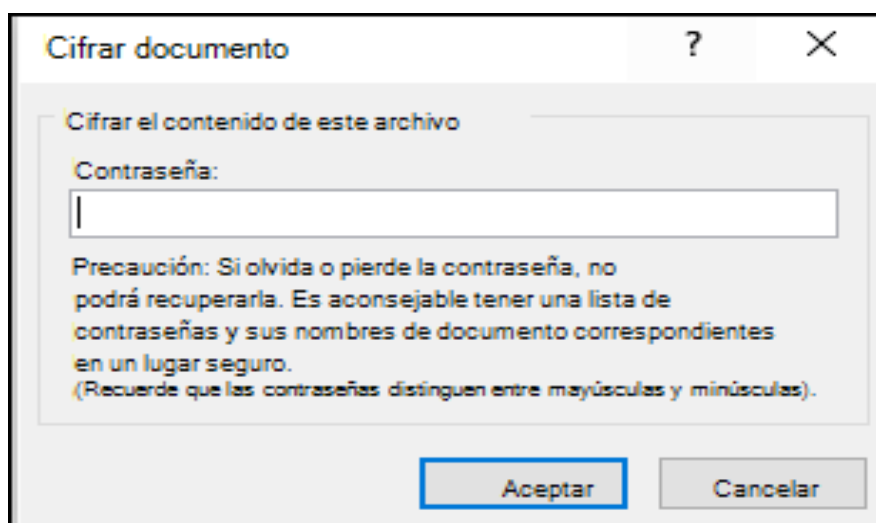 Cifrar documento
?
Cifrar el contenido de este archivo
Contraseña:
Precaución: Si olvida o pierde la contraseña, no
podrá recuperarla. Es aconsejable tener una lista de
contraseñas y sus nombres de documento correspondientes
en un lugar seguro.
(Recuerde que las contraseñas distinguen entre mayúsculas y minúsculas).
Aceptar
Cancelar